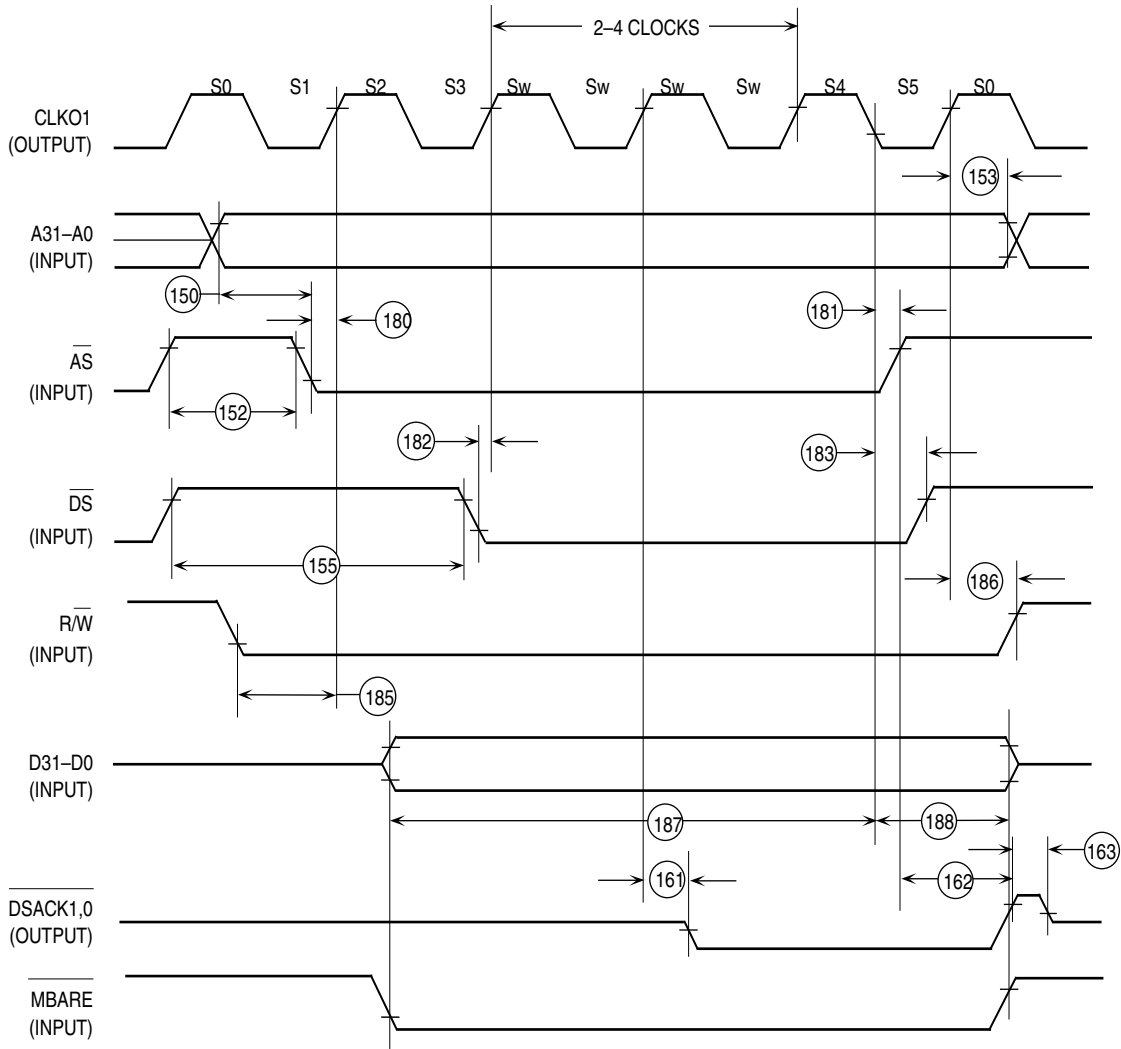 2–4 CLOCKS
S0 S1 S2 S3 Sw Sw Sw Sw S4 S5 S0
CLKO1
(OUTPUT)
153
A31–A0
(INPUT)
150
180
181
AS
(INPUT)
152
182
183
DS
(INPUT)
155
186
R/W
(INPUT)
185
D31–D0
(INPUT)
187
188
163
161
162
DSACK1,0
(OUTPUT)
MBARE
(INPUT)